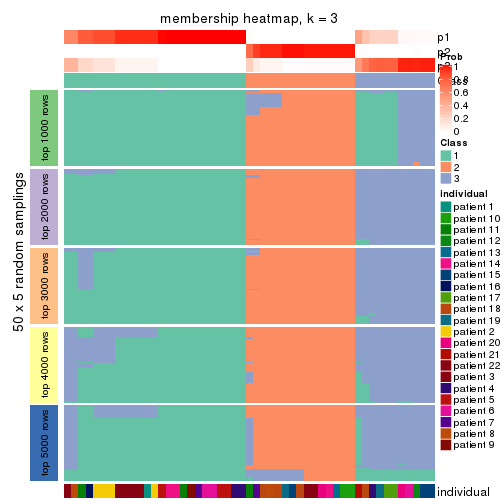 membership heatmap, k = 3
p1
p2
Prob
1
0.8
0.6
0.4
0.2
0
Class
1
2
3
individual
patient 1
patient 10
patient 11
patient 12
patient 13
patient 14
patient 15
patient 16
patient 17
patient 18
patient 19
patient 2
patient 20
patient 21
patient 22
patient 3
patient 4
patient 5
patient 6
patient 7
patient 8
patient 9
50 x 5 random samplings
top 1000 rows
top 2000 rows
top 3000 rows
top 4000 rows
top 5000 rows
individual